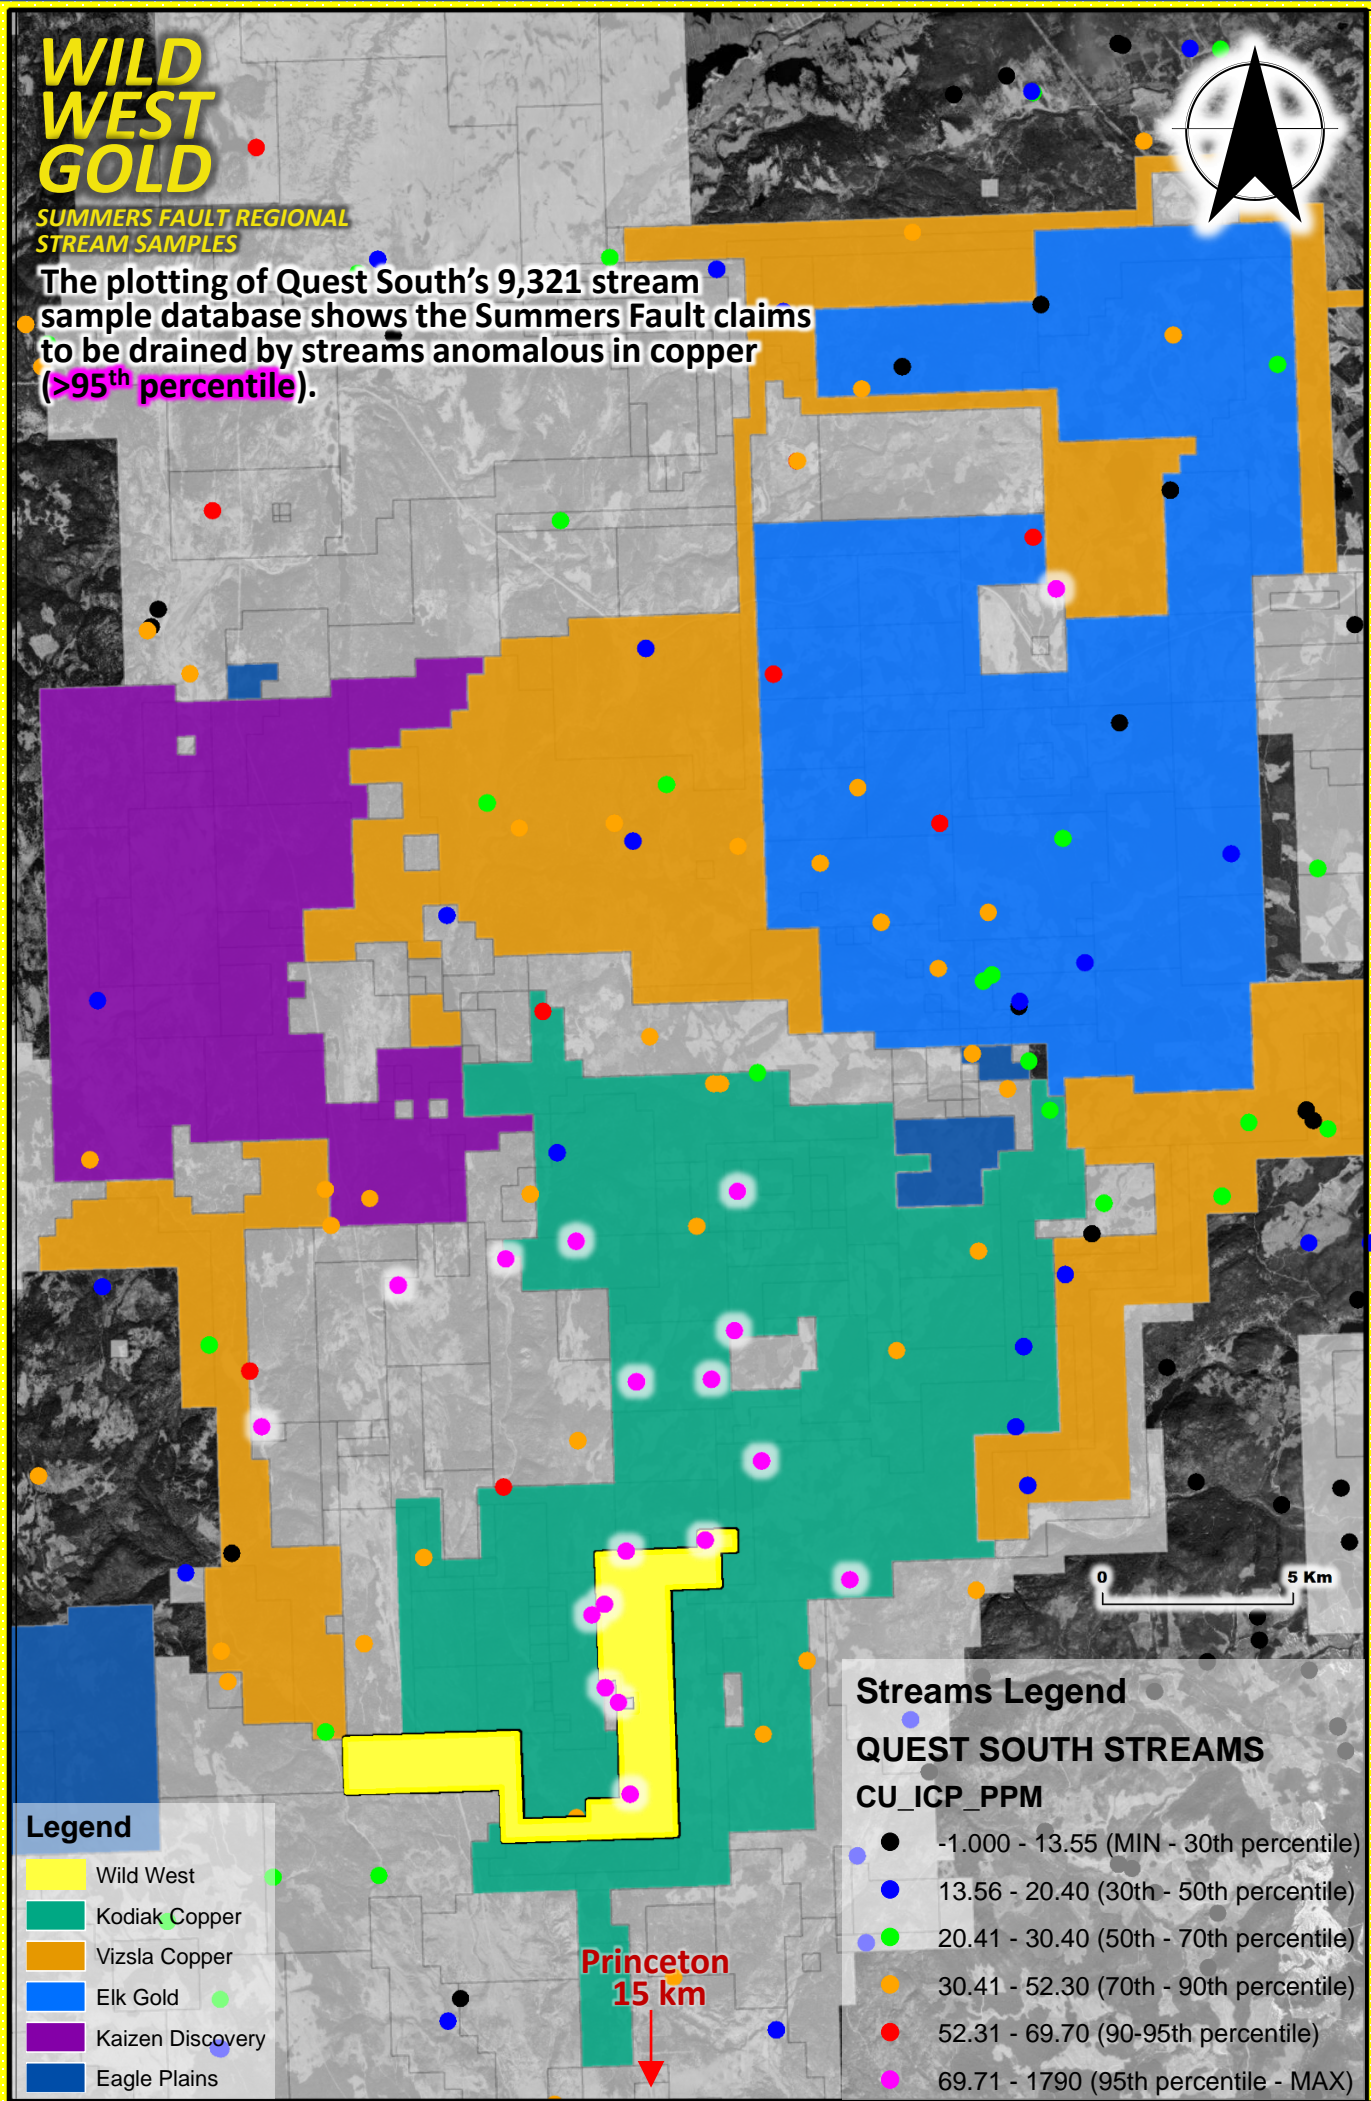 WILD
WEST
GOLD
SUMMERS FAULT REGIONAL
STREAM SAMPLES
The plotting of Quest South's 9,321 stream
sample database shows the Summers Fault claims
to be drained by streams anomalous in copper
(>95th percentile).
0 5 Km
Streams Legend
QUEST SOUTH STREAMS
CU_ICP_PPM
-1.000 - 13.55 (MIN - 30th percentile)
13.56 - 20.40 (30th - 50th percentile)
20.41 - 30.40 (50th - 70th percentile)
30.41 - 52.30 (70th - 90th percentile)
52.31 - 69.70 (90-95th percentile)
69.71 - 1790 (95th percentile - MAX)
Legend
Wild West
Kodiak Copper
Vizsla Copper
Elk Gold
Kaizen Discovery
Eagle Plains
Princeton
15 km